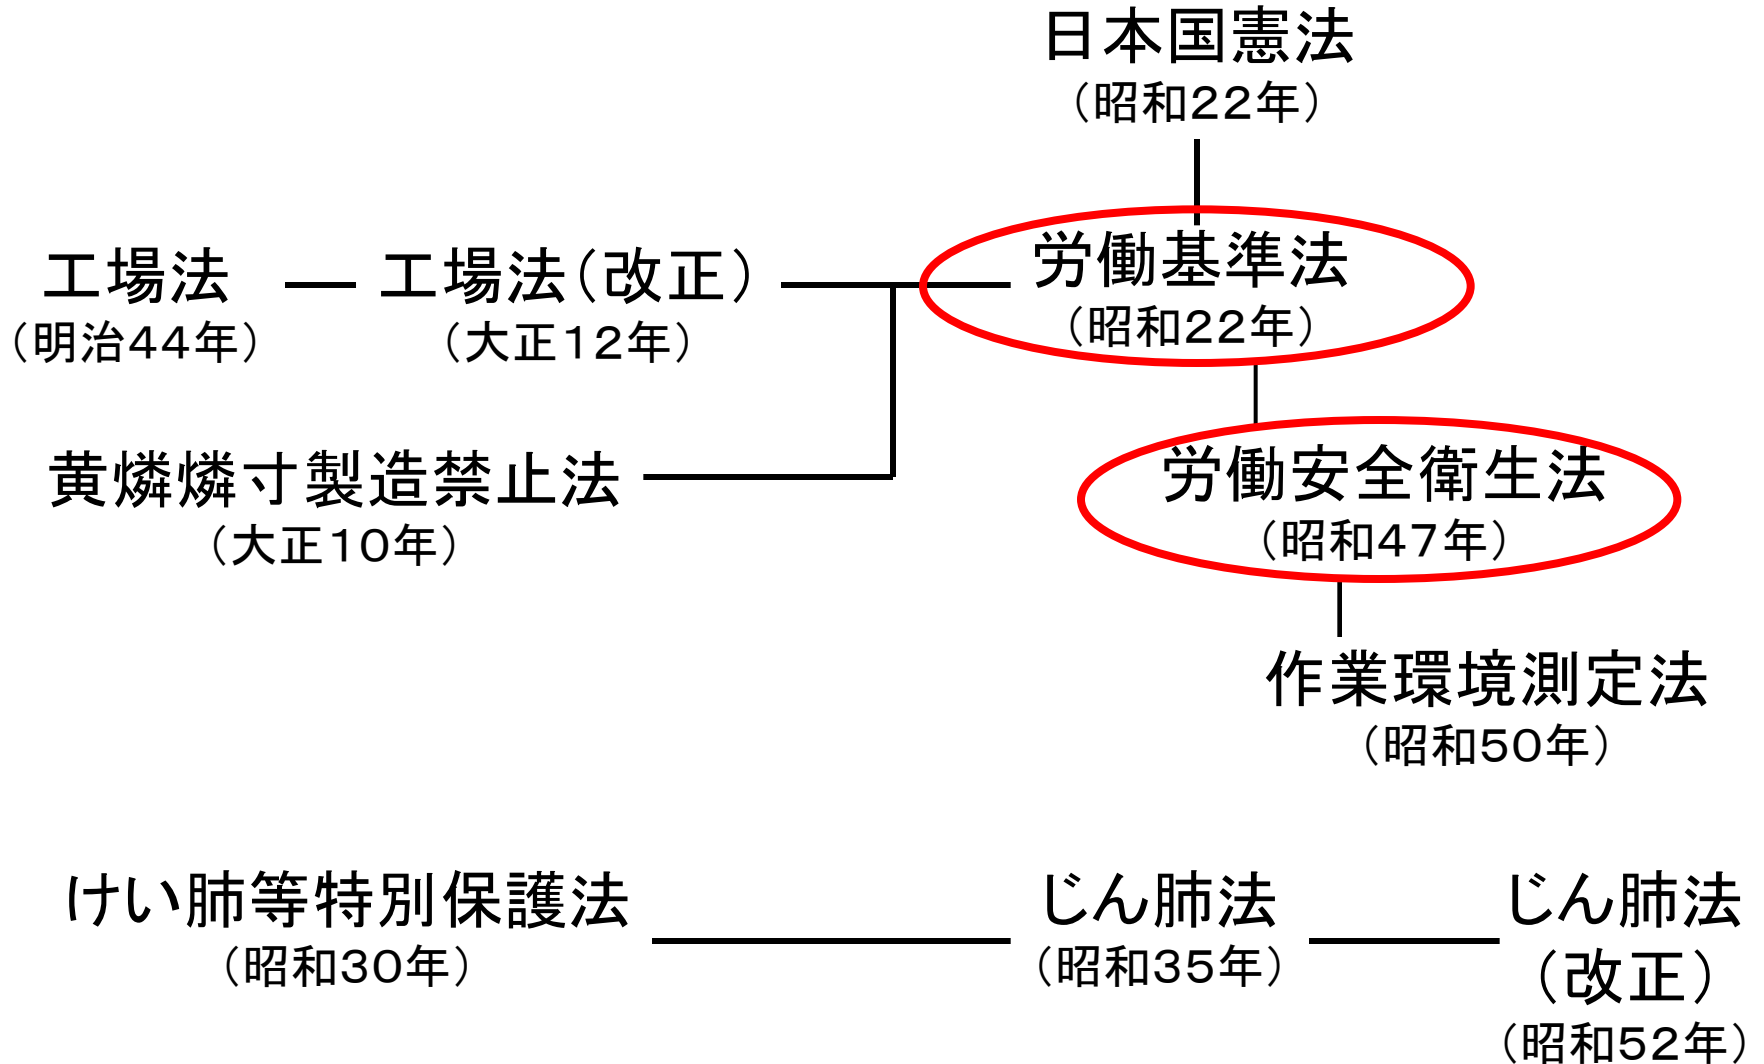 日本国憲法
（昭和22年）
工場法
（明治44年）
工場法（改正）
（大正12年）
労働基準法
（昭和22年）
黄燐燐寸製造禁止法
（大正10年）
労働安全衛生法
（昭和47年）
作業環境測定法
（昭和50年）
けい肺等特別保護法
（昭和30年）
じん肺法
（昭和35年）
じん肺法
（改正）
（昭和52年）